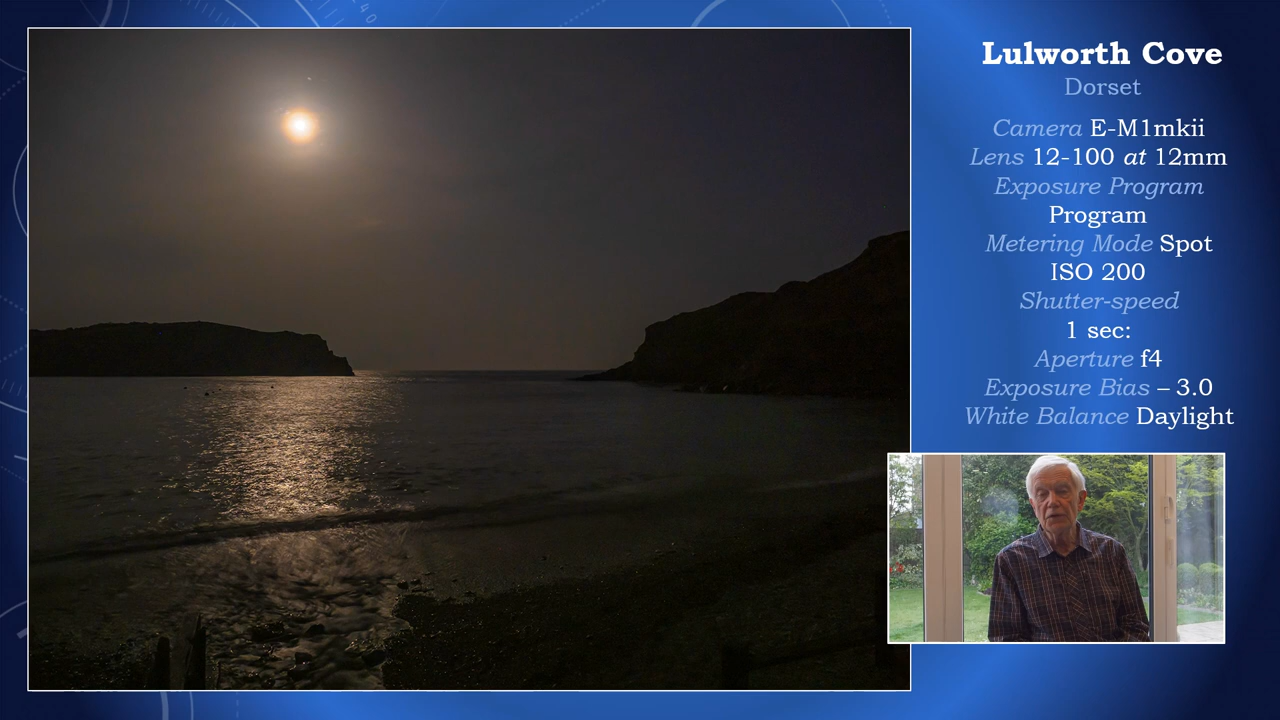 Lulworth Cove
Dorset
Camera E-M1mkii
Lens 12-100 at 12mm
Exposure Program
Program
Metering Mode Spot
ISO 200
Shutter-speed
1 sec:
Aperture f4
Exposure Bias – 3.0
White Balance Daylight
40